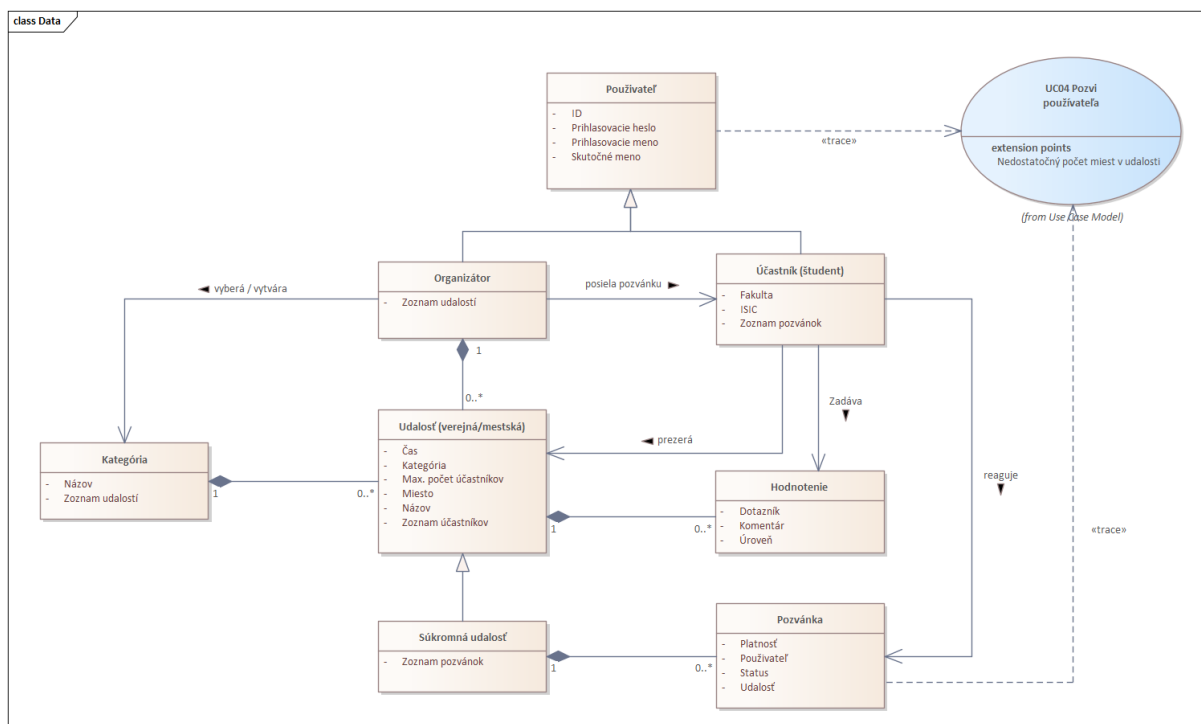 class Data
Používateľ
- ID
- Prihlasovacie heslo
- Prihlasovacie meno
- Skutočné meno
«trace»
UC04 Pozvi
používateľa
extension points
Nedostatočný počet miest v udalosti
(from Use Case Model)
Organizátor
- Zoznam udalostí
vyberá / vytvára
posiela pozvánku
Účastník (študent)
- Fakulta
- ISIC
- Zoznam pozvánok
1
0..*
Udalosť (verejná/mestská)
- Čas
- Kategória
- Max. počet účastníkov
- Miesto
- Názov
- Zoznam účastníkov
prezerá
Zadáva
reaguje
Kategória
- Názov
- Zoznam udalostí
1
0..*
Hodnotenie
- Dotazník
- Komentár
- Úroveň
1
0..*
«trace»
Súkromná udalosť
- Zoznam pozvánok
1
0..*
Pozvánka
- Platnosť
- Použivateľ
- Status
- Udalosť